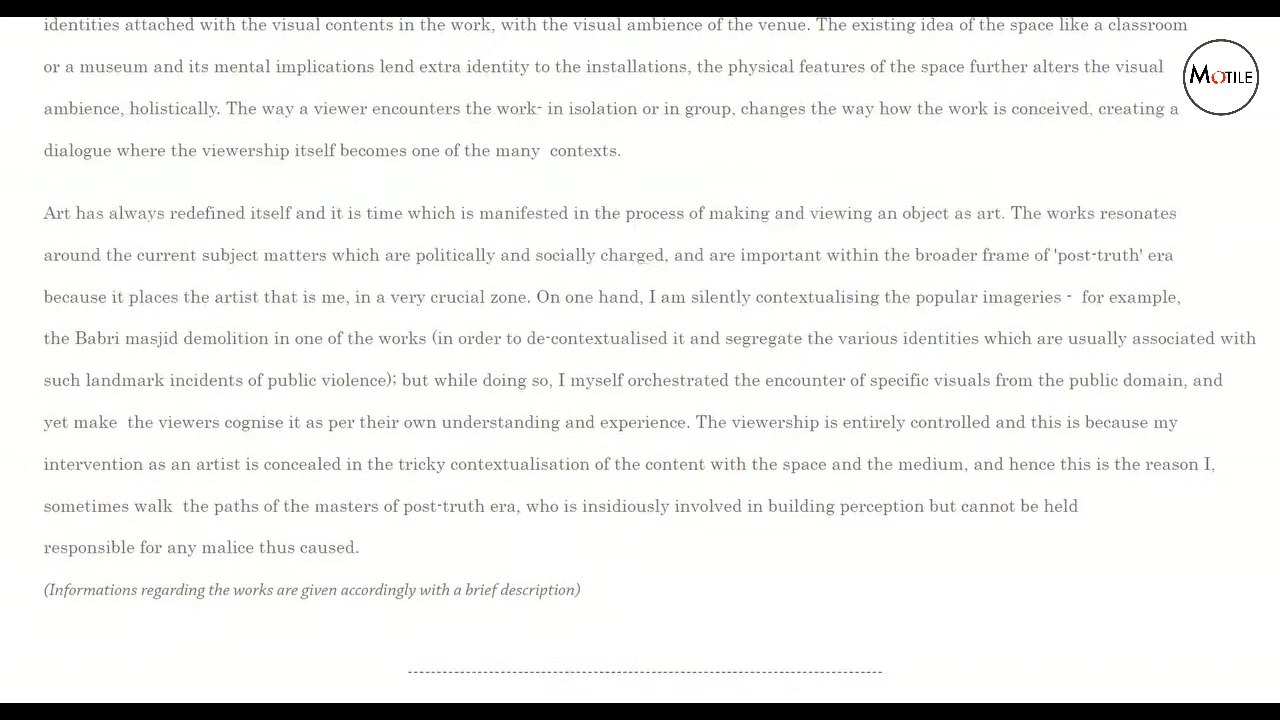 identities attached with the visual contents in the work, with the visual ambience of the venue. The existing idea of the space like a classroom
or a museum and its mental implications lend extra identity to the installations, the physical features of the space further alters the visual
MOTILE
ambience, holistically. The way a viewer encounters the work- in isolation or in group, changes the way how the work is conceived, creating a
dialogue where the viewership itself becomes one of the many contexts.
Art has always redefined itself and it is time which is manifested in the process of making and viewing an object as art. The works resonates
around the current subject matters which are politically and socially charged, and are important within the broader frame of 'post-truth' era
because it places the artist that is me, in a very crucial zone. On one hand, I am silently contextualising the popular imageries - for example,
the Babri masjid demolition in one of the works (in order to de-contextualised it and segregate the various identities which are usually associated with
such landmark incidents of public violence); but while doing so, I myself orchestrated the encounter of specific visuals from the public domain, and
yet make the viewers cognise it as per their own understanding and experience. The viewership is entirely controlled and this is because my
intervention as an artist is concealed in the tricky contextualisation of the content with the space and the medium, and hence this is the reason I,
sometimes walk the paths of the masters of post-truth era, who is insidiously involved in building perception but cannot be held
responsible for any malice thus caused.
(Informations regarding the works are given accordingly with a brief description)